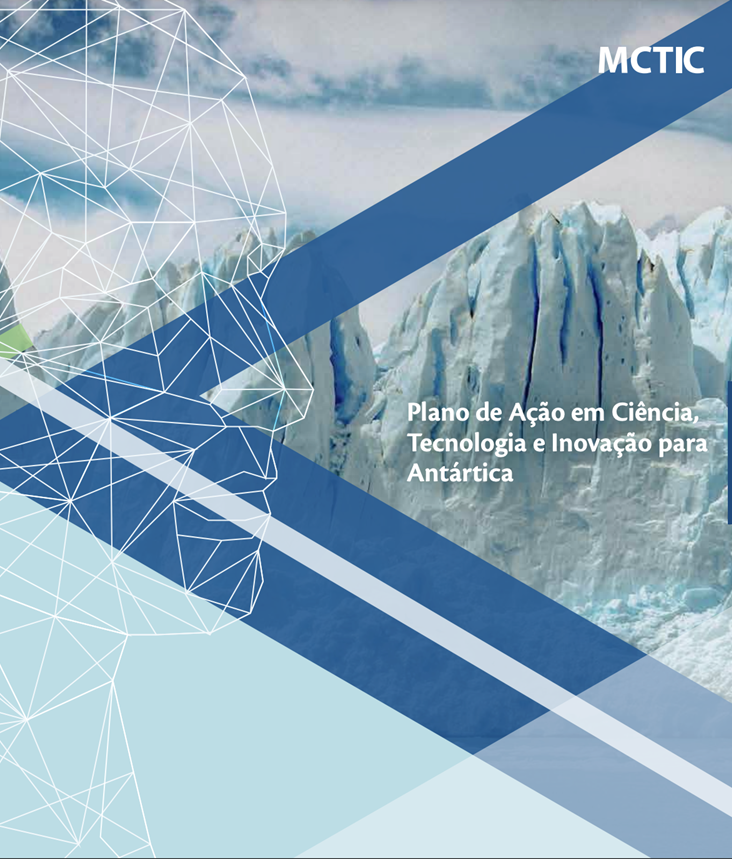 MCTIC
Plano de Ação em Ciência,
Tecnologia e Inovação para
Antártica